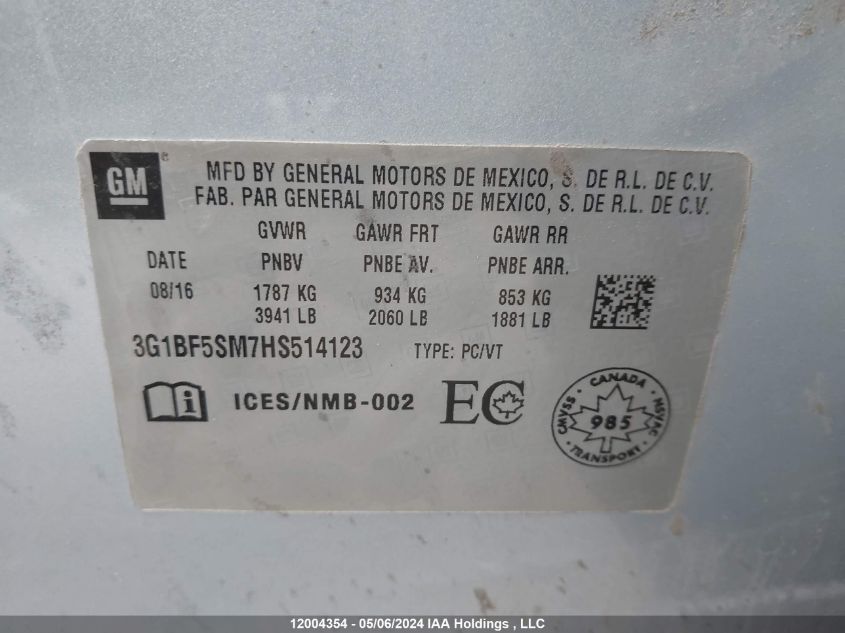 GM
MFD BY GENERAL MOTORS DE MEXICO, S. DE R.L. DE C.V.
FAB. PAR GENERAL MOTORS DE MEXICO, S. DE R.L. DE C.V.
GVWR GAWR FRT GAWR RR
DATE PNBV PNBE AV. PNBE ARR.
08/16 1787 KG 934 KG 853 KG
3941 LB 2060 LB 1881 LB
3G1BF5SM7HS514123 TYPE: PC/VT
i ICES/NMB-002 EC
CANADA
CMVSS 985 NSVAC
TRANSPORT
12004354 - 05/06/2024 IAA Holdings , LLC